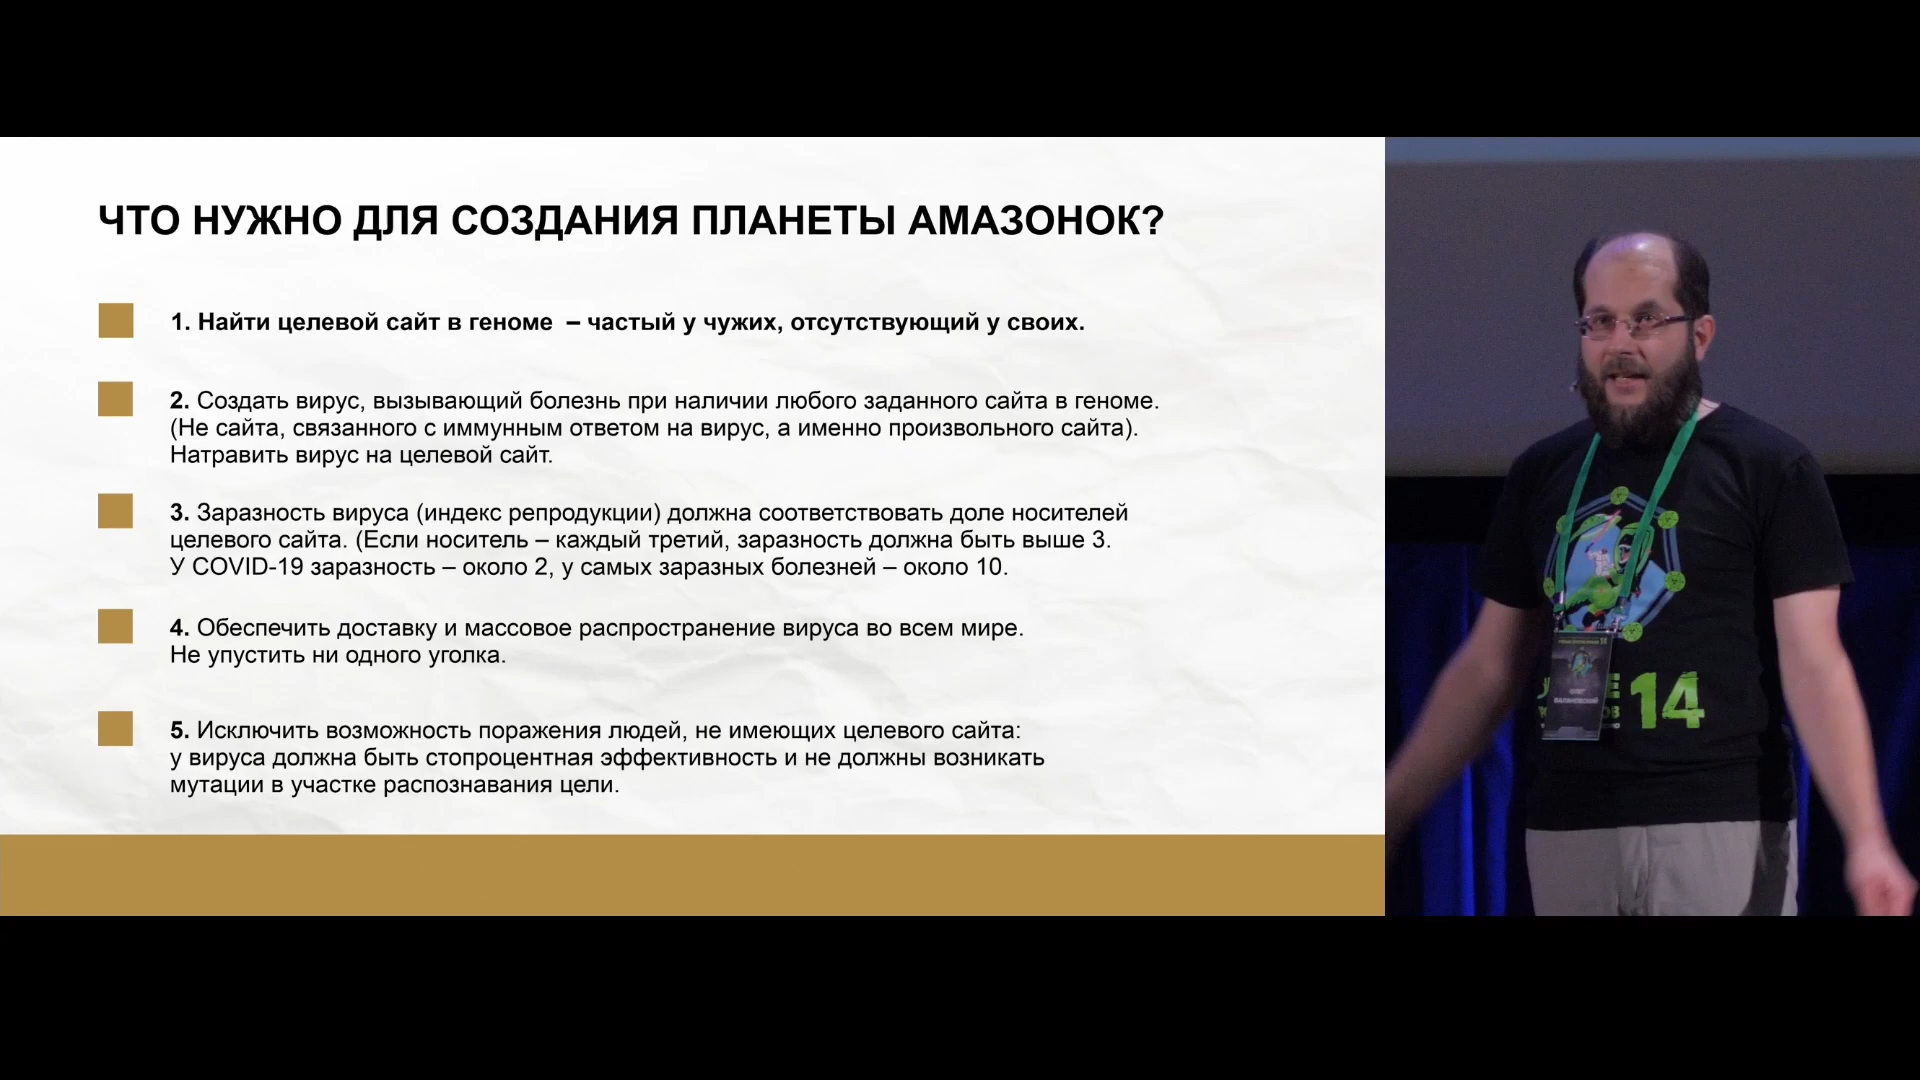 ЧТО НУЖНО ДЛЯ СОЗДАНИЯ ПЛАНЕТЫ АМАЗОНОК?
1. Найти целевой сайт в геноме – частый у чужих, отсутствующий у своих.
2. Создать вирус, вызывающий болезнь при наличии любого заданного сайта в геноме.
(Не сайта, связанного с иммунным ответом на вирус, а именно произвольного сайта).
Натравить вирус на целевой сайт.
3. Заразность вируса (индекс репродукции) должна соответствовать доле носителей
целевого сайта. (Если носитель – каждый третий, заразность должна быть выше 3.
У COVID-19 заразность – около 2, у самых заразных болезней – около 10.
4. Обеспечить доставку и массовое распространение вируса во всем мире.
Не упустить ни одного уголка.
5. Исключить возможность поражения людей, не имеющих целевого сайта:
у вируса должна быть стопроцентная эффективность и не должны возникать
мутации в участке распознавания цели.
14